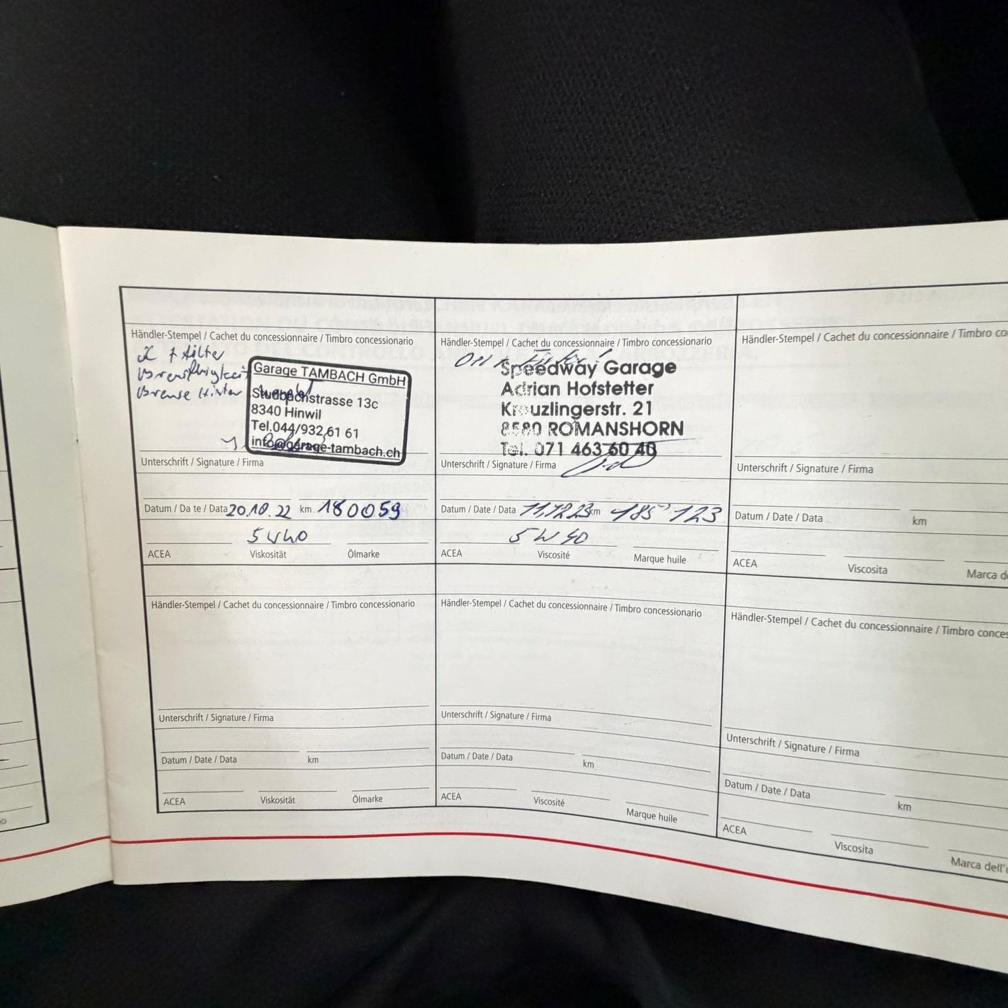 Händler-Stempel / Cachet du concessionnaire / Timbro concessionario
+ Filter
Bremsflüssigkeit
Bremse Hinten
Garage TAMBACH GmbH
Studbachstrasse 13c
8340 Hinwil
Tel.044/932 61 61
info@garage-tambach.ch
Unterschrift / Signature / Firma
Datum / Da te / Data 20.10.22 km 180059
5W40
ACEA Viskosität Ölmarke
Händler-Stempel / Cachet du concessionnaire / Timbro concessionario
Speedway Garage
Adrian Hofstetter
Kreuzlingerstr. 21
8580 ROMANSHORN
Tel. 071 463 60 40
Unterschrift / Signature / Firma
Datum / Date / Data 11.12.23 km 185'123
5W40
ACEA Viscosité Marque huile
Händler-Stempel / Cachet du concessionnaire / Timbro co
Unterschrift / Signature / Firma
Datum / Date / Data km
ACEA Viscosita Marca de
Händler-Stempel / Cachet du concessionnaire / Timbro concessionario
Unterschrift / Signature / Firma
Datum / Date / Data km
ACEA Viskosität Ölmarke
Händler-Stempel / Cachet du concessionnaire / Timbro concessionario
Unterschrift / Signature / Firma
Datum / Date / Data km
ACEA Viscosité Marque huile
Händler-Stempel / Cachet du concessionnaire / Timbro conces
Unterschrift / Signature / Firma
Datum / Date / Data km
ACEA Viscosita Marca dell'